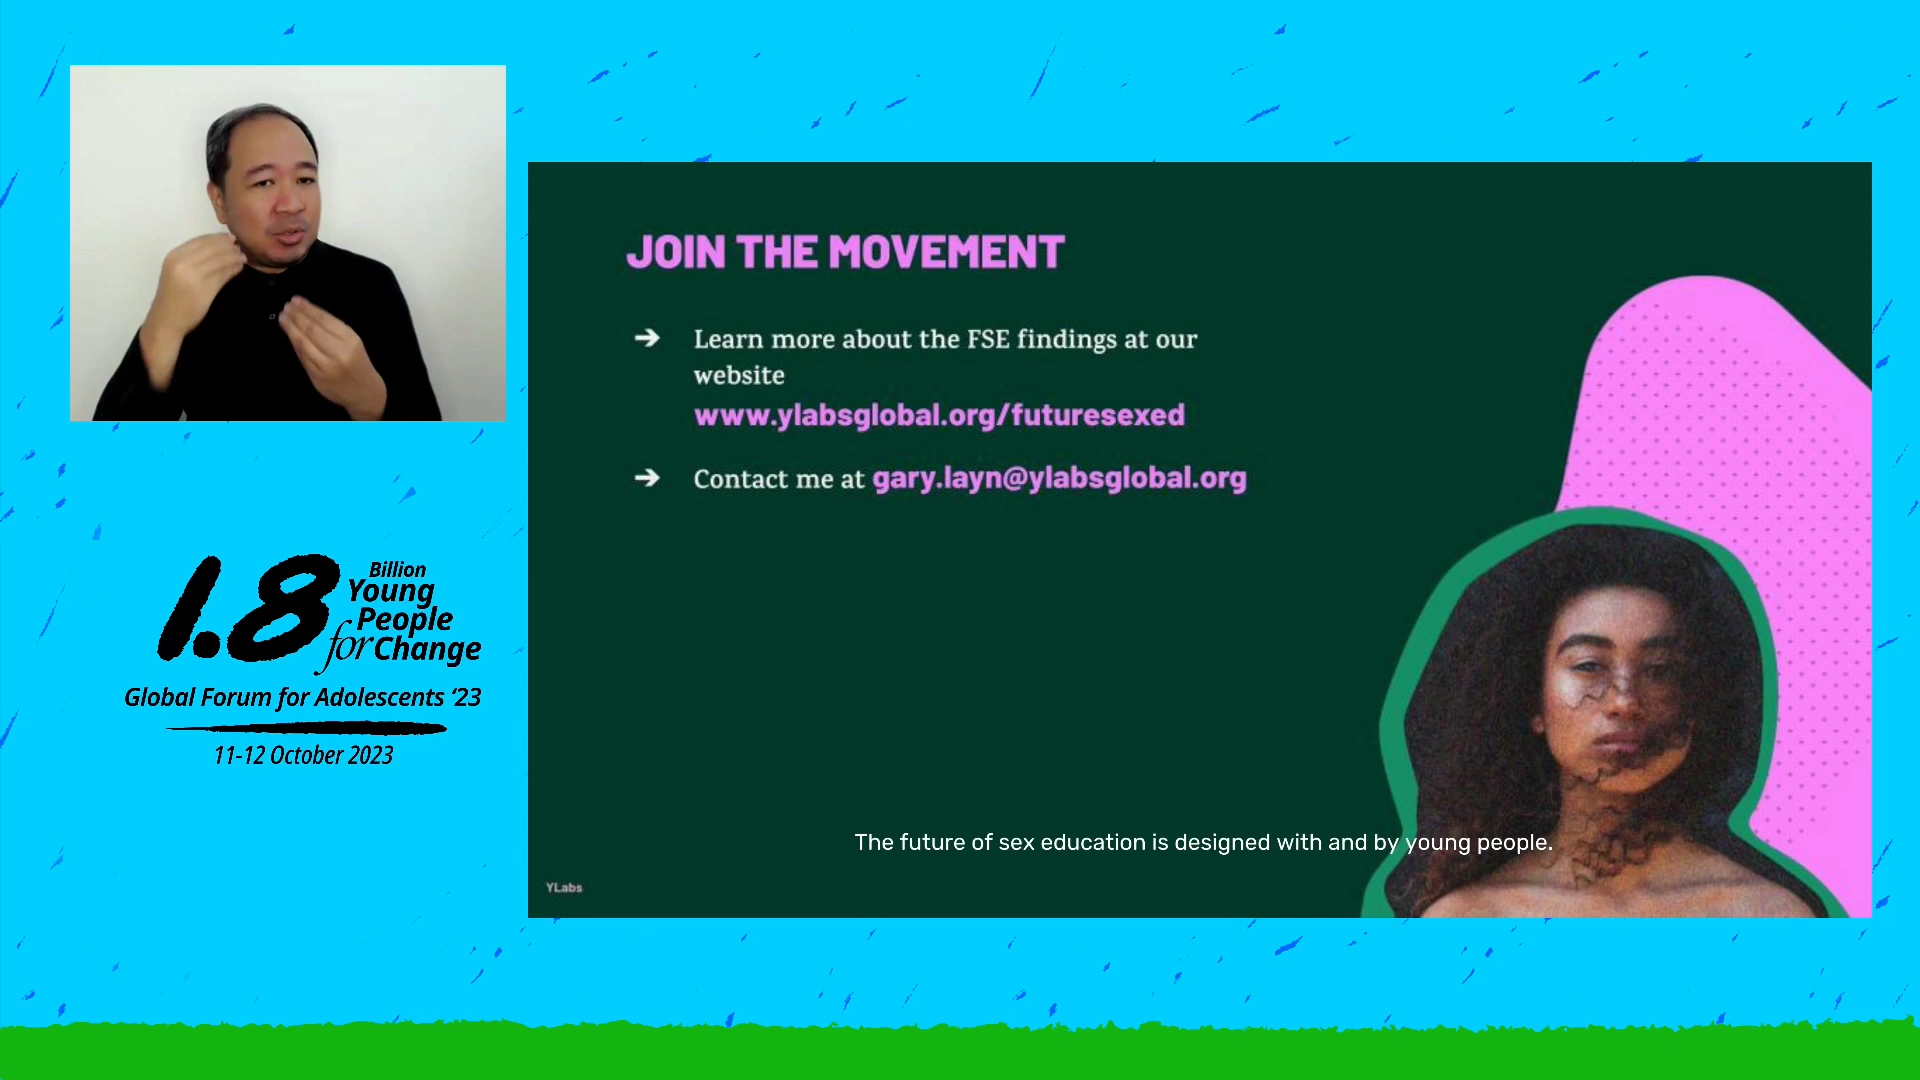 JOIN THE MOVEMENT
➔ Learn more about the FSE findings at our
website
www.ylabsglobal.org/futuresexed
➔ Contact me at gary.layn@ylabsglobal.org
The future of sex education is designed with and by young people.
YLabs
1.8 Billion
Young
People
for Change
Global Forum for Adolescents ‘23
11-12 October 2023